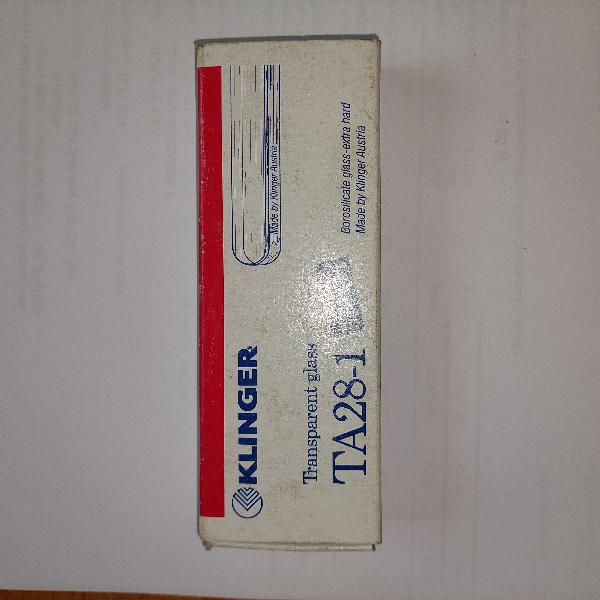 KLINGER
Made by Klinger Austria
Transparent glass
TA28-1
Borosilicate glass-extra hard
Made by Klinger Austria